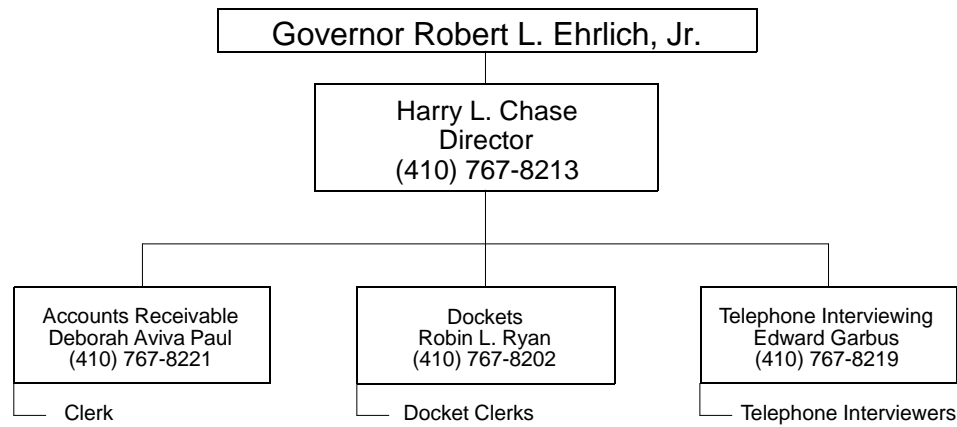 Governor Robert L. Ehrlich, Jr.
Harry L. Chase
Director
(410) 767-8213
Accounts Receivable
Deborah Aviva Paul
(410) 767-8221
Clerk
Dockets
Robin L. Ryan
(410) 767-8202
Docket Clerks
Telephone Interviewing
Edward Garbus
(410) 767-8219
Telephone Interviewers